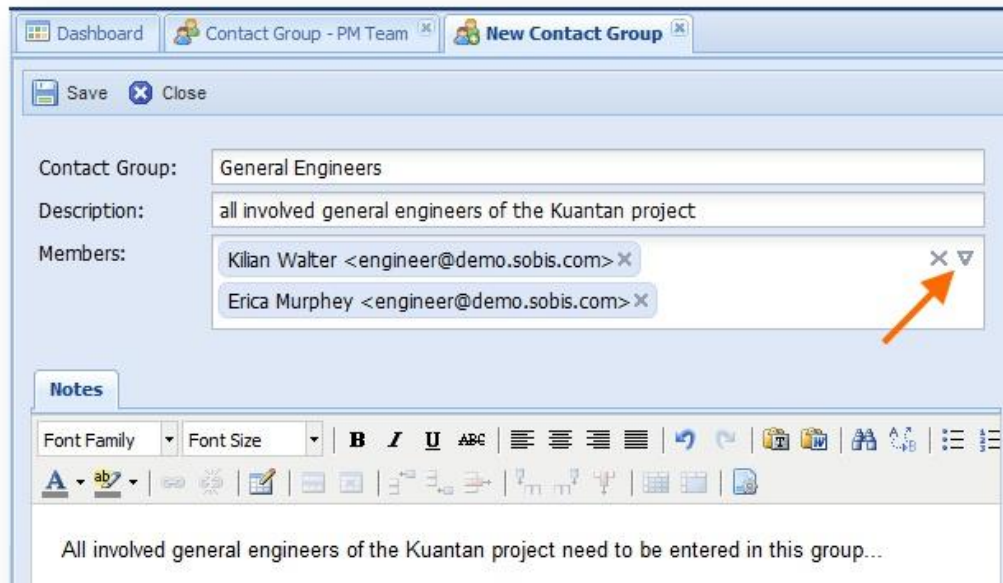 Dashboard Contact Group - PM Team New Contact Group
Save Close
Contact Group: General Engineers
Description: all involved general engineers of the Kuantan project
Members: Kilian Walter <engineer@demo.sobis.com>
Erica Murphey <engineer@demo.sobis.com>
Notes
Font Family Font Size B I U ABC
A ab
All involved general engineers of the Kuantan project need to be entered in this group...